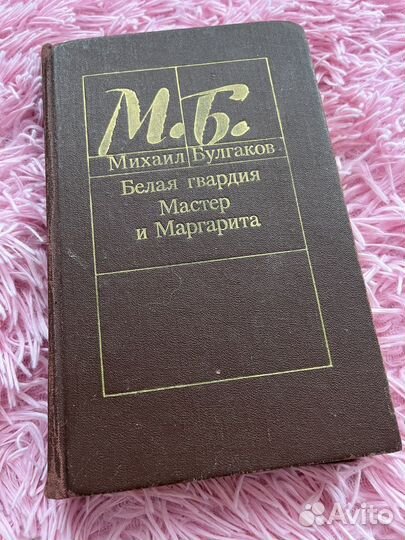 М.Б.
Михаил Булгаков
Белая гвардия
Мастер
и Маргарита
Avito